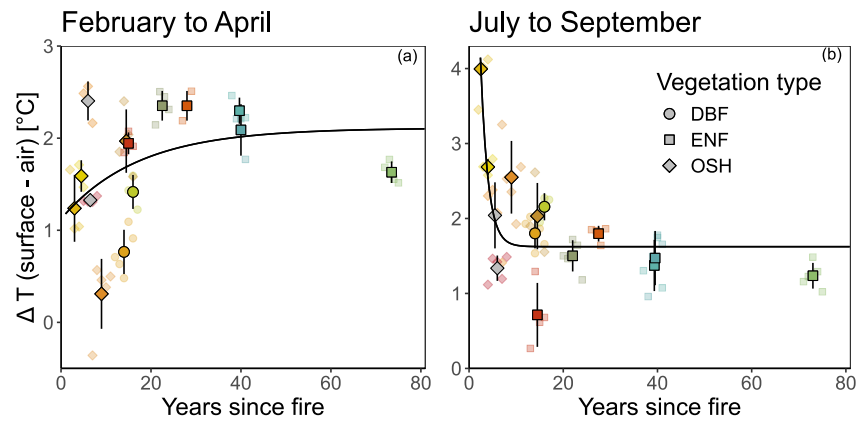 February to April
(a)
Δ T (surface - air) [°C]
3
2
1
0
0
20
40
60
80
Years since fire
July to September
(b)
Vegetation type
DBF
ENF
OSH
4
3
2
1
0
0
20
40
60
80
Years since fire